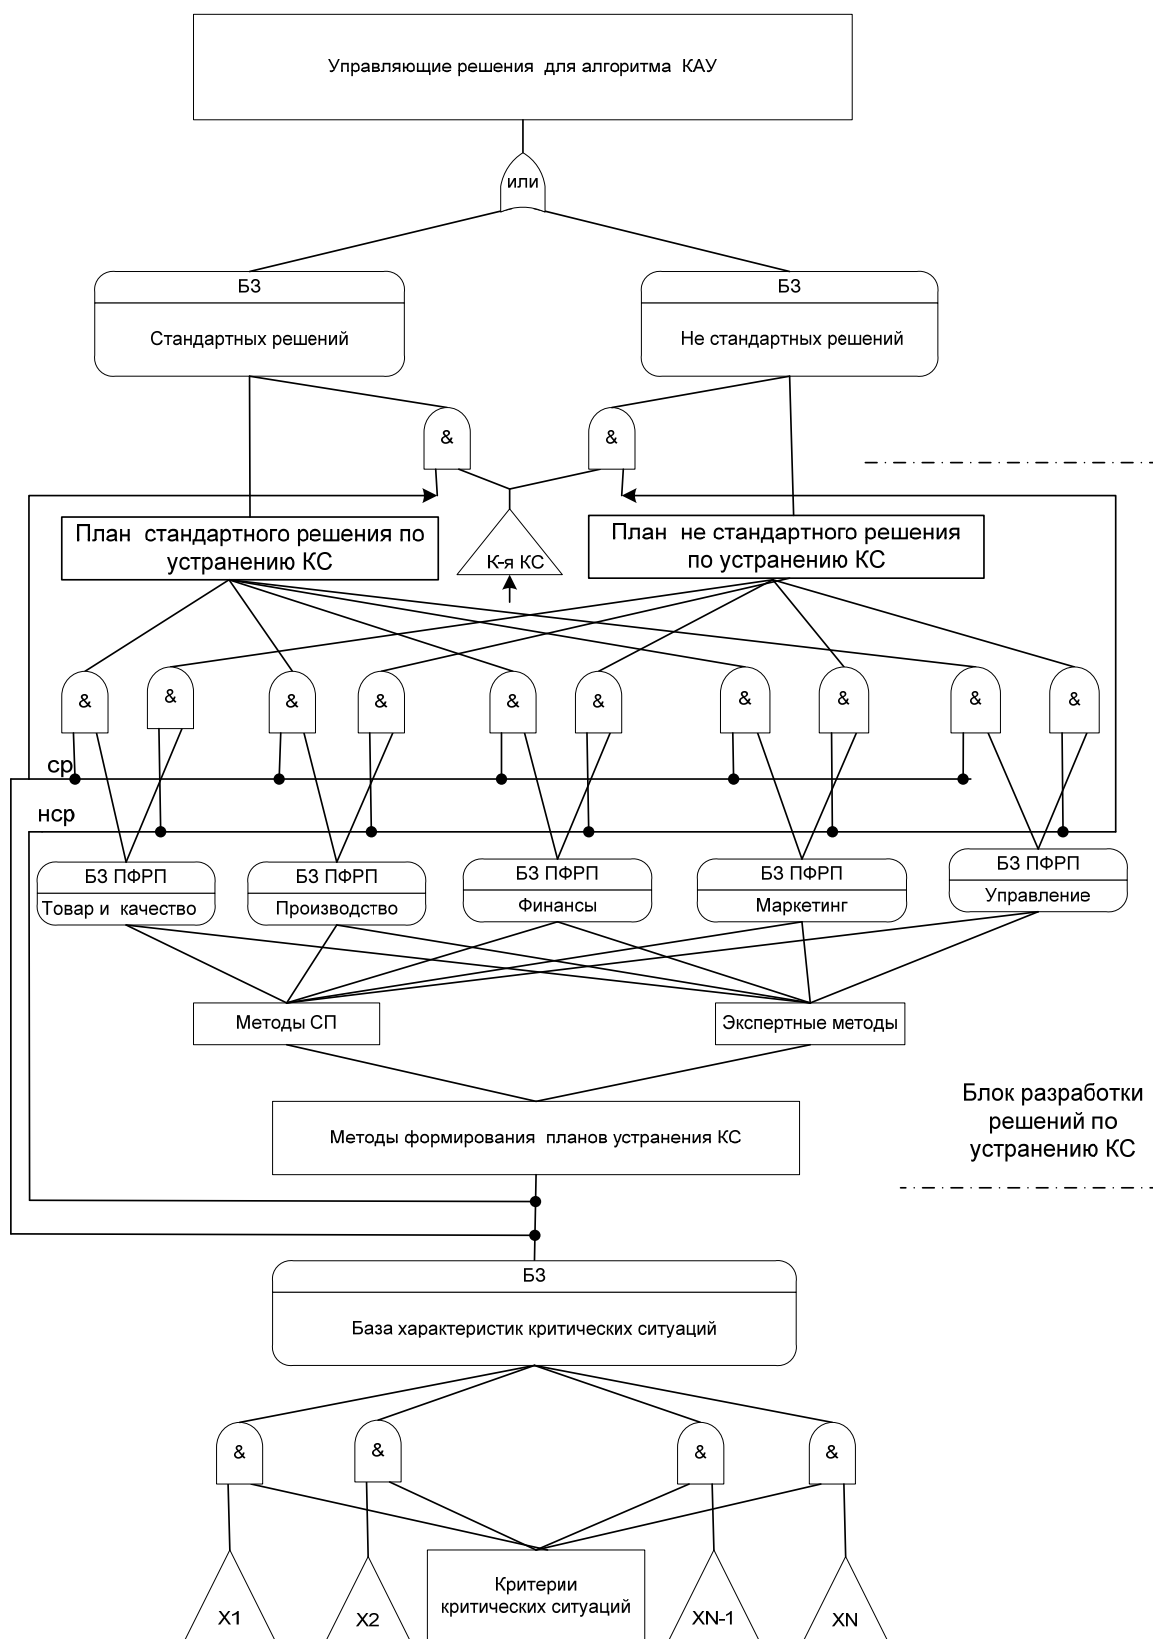 Управляющие решения для алгоритма КАУ
или
БЗ
Стандартных решений
БЗ
Не стандартных решений
&
&
План стандартного решения по
устранению КС
К-я КС
План не стандартного решения
по устранению КС
&
&
&
&
&
&
&
&
&
&
ср
нср
БЗ ПФРП
Товар и качество
БЗ ПФРП
Производство
БЗ ПФРП
Финансы
БЗ ПФРП
Маркетинг
БЗ ПФРП
Управление
Методы СП
Экспертные методы
Методы формирования планов устранения КС
Блок разработки
решений по
устранению КС
БЗ
База характеристик критических ситуаций
&
&
&
&
X1
X2
Критерии
критических ситуаций
XN-1
XN